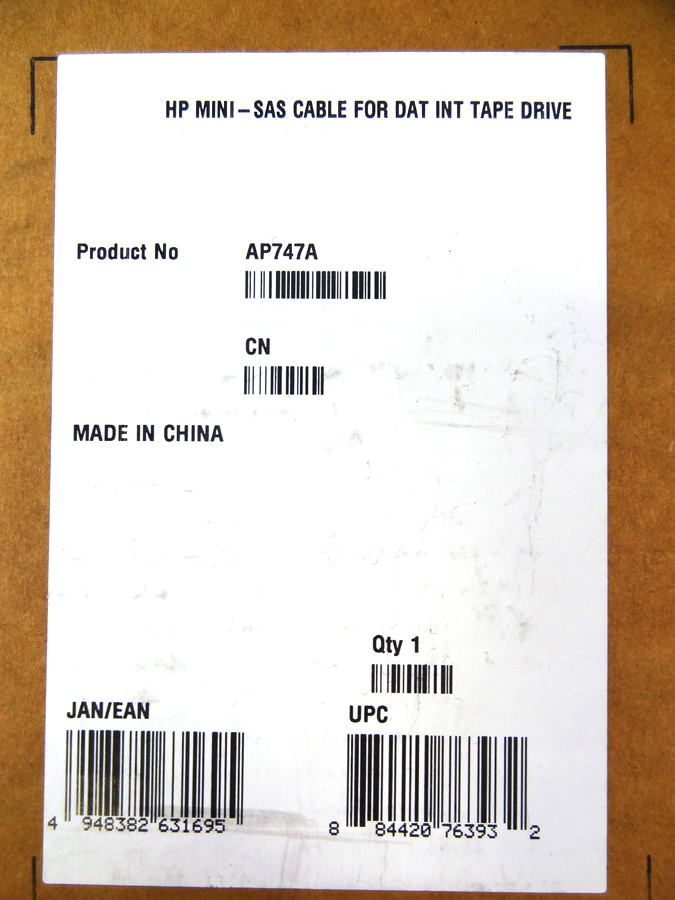 HP MINI–SAS CABLE FOR DAT INT TAPE DRIVE
Product No AP747A
CN
MADE IN CHINA
Qty 1
JAN/EAN
UPC
4 948382 631695
8 84420 76393 2